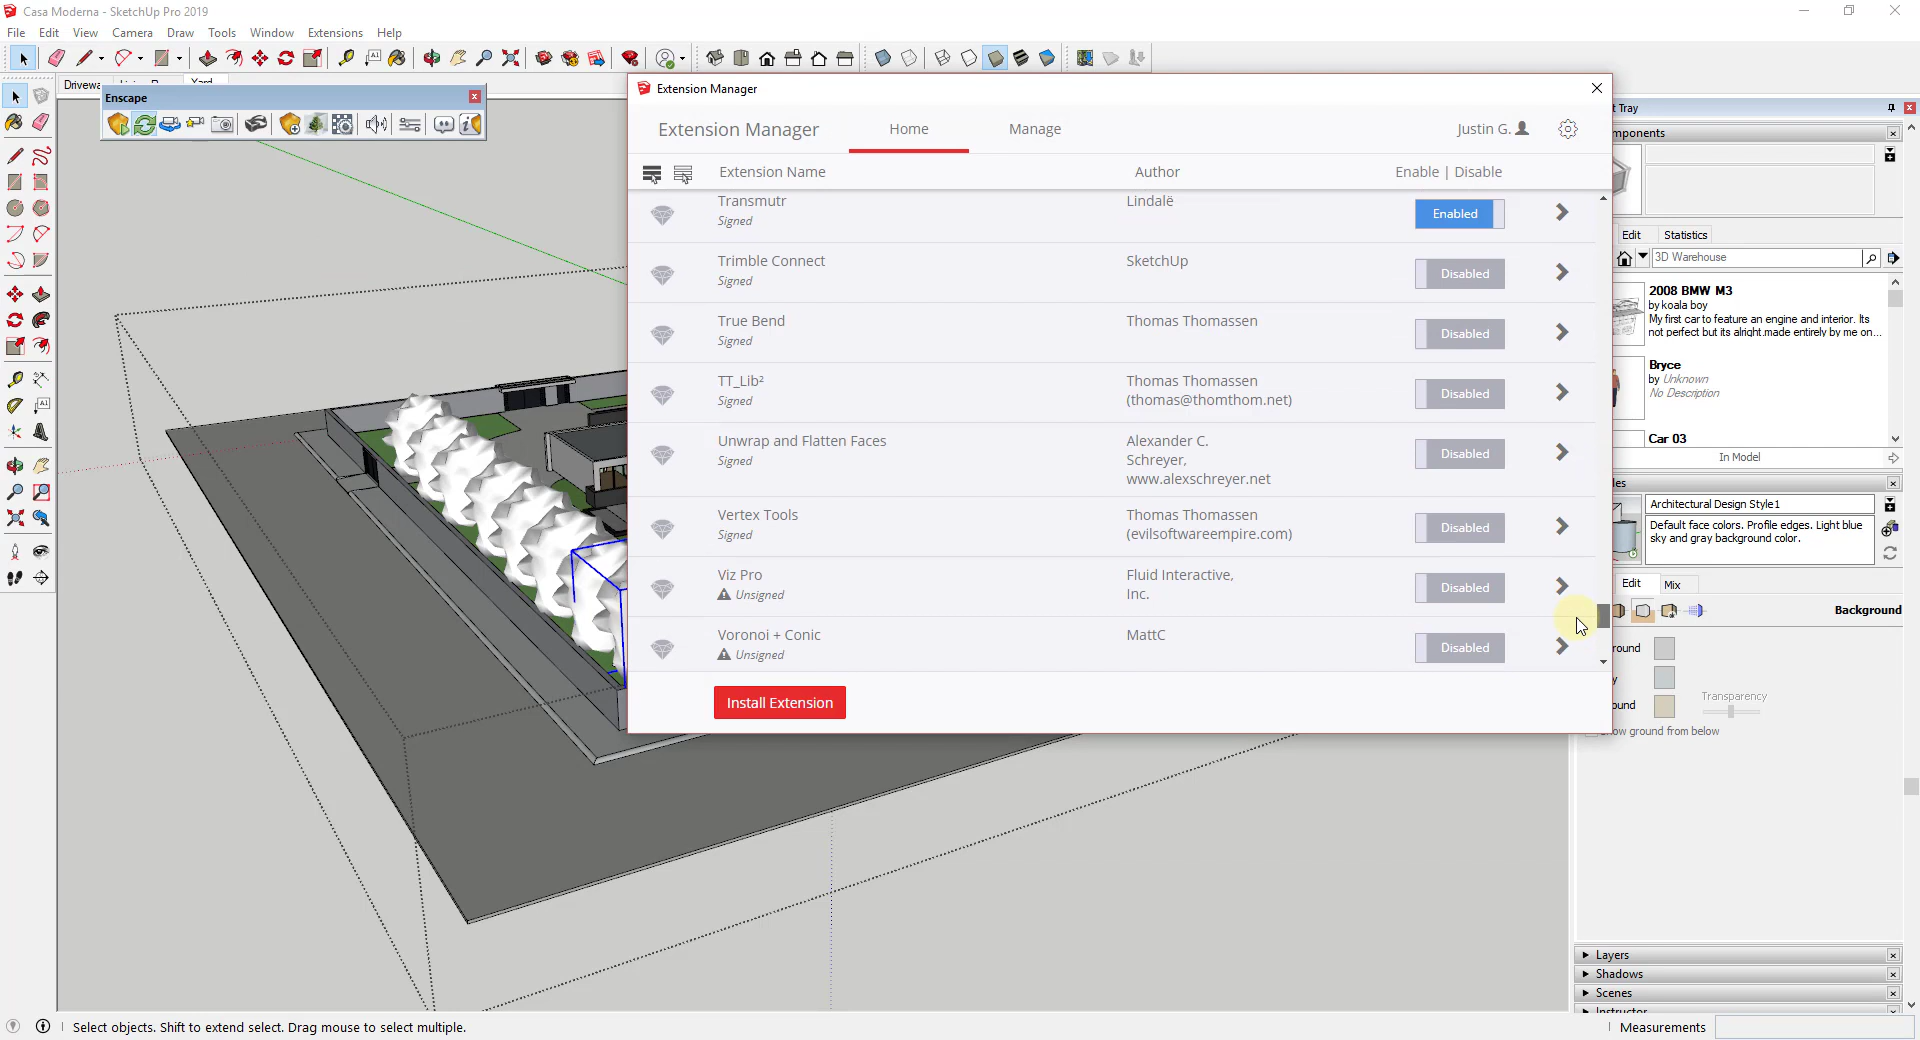 Casa Moderna - SketchUp Pro 2019
File Edit View Camera Draw Tools Window Extensions Help
Enscape
Extension Manager
Extension Manager
Home
Manage
Justin G.
Extension Name
Author
Enable | Disable
Transmutr
Signed
Lindalë
Enabled
Trimble Connect
Signed
SketchUp
Disabled
True Bend
Signed
Thomas Thomassen
Disabled
TT_Lib²
Signed
Thomas Thomassen
(thomas@thomthom.net)
Disabled
Unwrap and Flatten Faces
Signed
Alexander C.
Schreyer,
www.alexschreyer.net
Disabled
Vertex Tools
Signed
Thomas Thomassen
(evilsoftwareempire.com)
Disabled
Viz Pro
Unsigned
Fluid Interactive,
Inc.
Disabled
Voronoi + Conic
Unsigned
MattC
Disabled
Install Extension
t Tray
mponents
Edit
Statistics
3D Warehouse
2008 BMW M3
by koala boy
My first car to feature an engine and interior. Its
not perfect but its alright.made entirely by me on...
Bryce
by Unknown
No Description
Car 03
In Model
les
Architectural Design Style1
Default face colors. Profile edges. Light blue
sky and gray background color.
Edit
Mix
Background
round
y
ound
Transparency
ow ground from below
Layers
Shadows
Scenes
Select objects. Shift to extend select. Drag mouse to select multiple.
Measurements